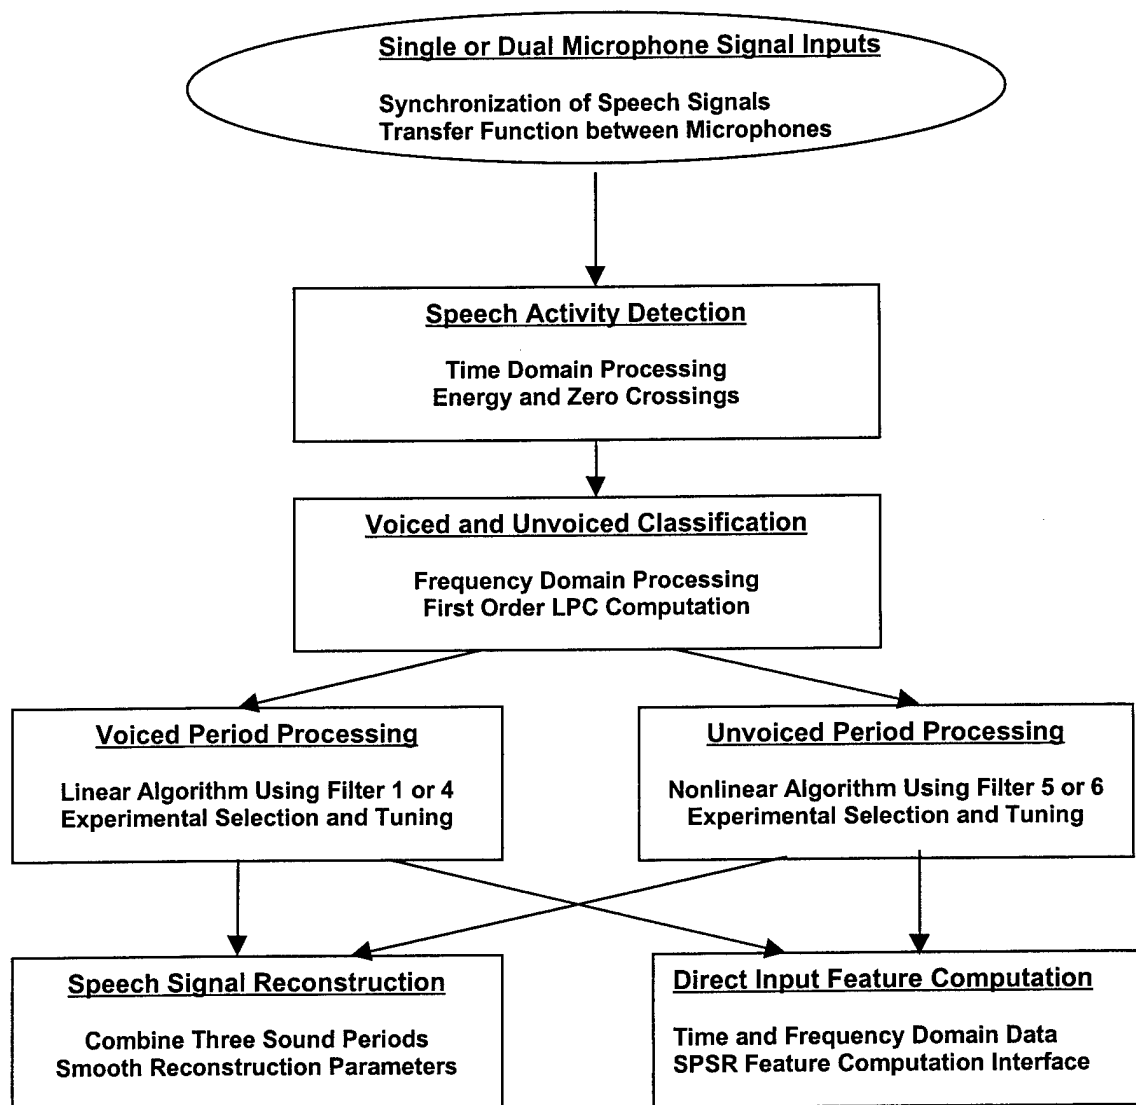 Single or Dual Microphone Signal Inputs
Synchronization of Speech Signals
Transfer Function between Microphones
Speech Activity Detection
Time Domain Processing
Energy and Zero Crossings
Voiced and Unvoiced Classification
Frequency Domain Processing
First Order LPC Computation
Voiced Period Processing
Linear Algorithm Using Filter 1 or 4
Experimental Selection and Tuning
Unvoiced Period Processing
Nonlinear Algorithm Using Filter 5 or 6
Experimental Selection and Tuning
Speech Signal Reconstruction
Combine Three Sound Periods
Smooth Reconstruction Parameters
Direct Input Feature Computation
Time and Frequency Domain Data
SPSR Feature Computation Interface